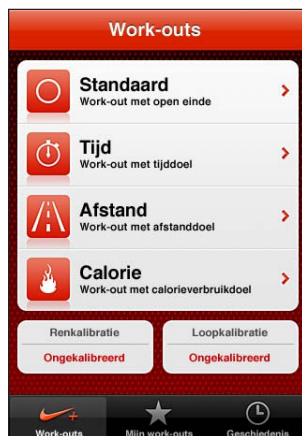 Work-outs
Standaard
Work-out met open einde
Tijd
Work-out met tijddoel
Afstand
Work-out met afstanddoel
Calorie
Work-out met calorieverbruikdoel
Renkalibratie
Loopkalibratie
Ongekalibreerd
Ongekalibreerd
Work-outs
Mijn work-outs
Geschiedenis